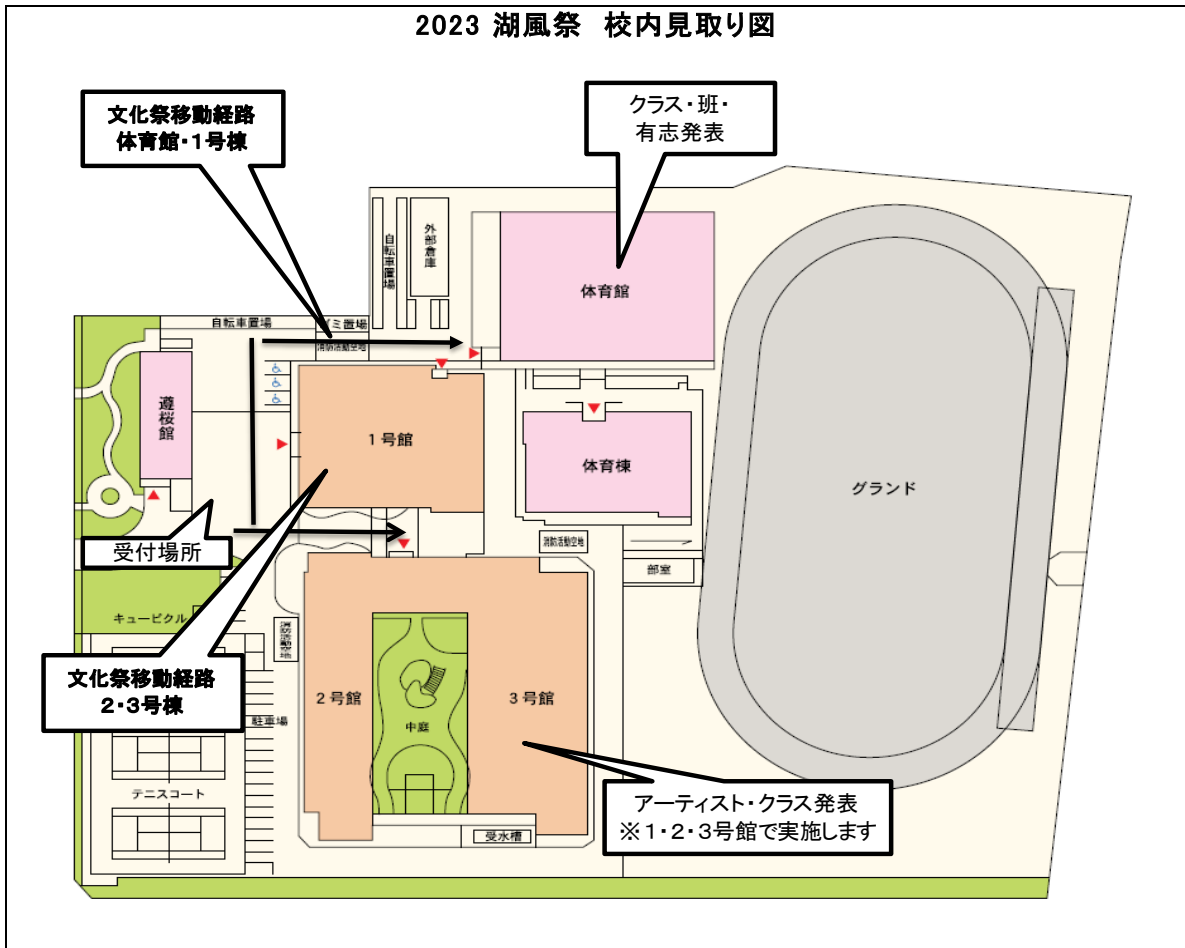 2023 湖風祭 校内見取り図
文化祭移動経路
体育館・1号棟
クラス・班・
有志発表
自転車置場
外部倉庫
体育館
自転車置場
ゴミ置場
消防活動空地
遵桜館
1号館
体育棟
グランド
受付場所
消防活動空地
部室
キュービクル
消防活動空地
文化祭移動経路
2・3号棟
2号館
3号館
駐車場
中庭
テニスコート
アーティスト・クラス発表
※1・2・3号館で実施します
受水槽